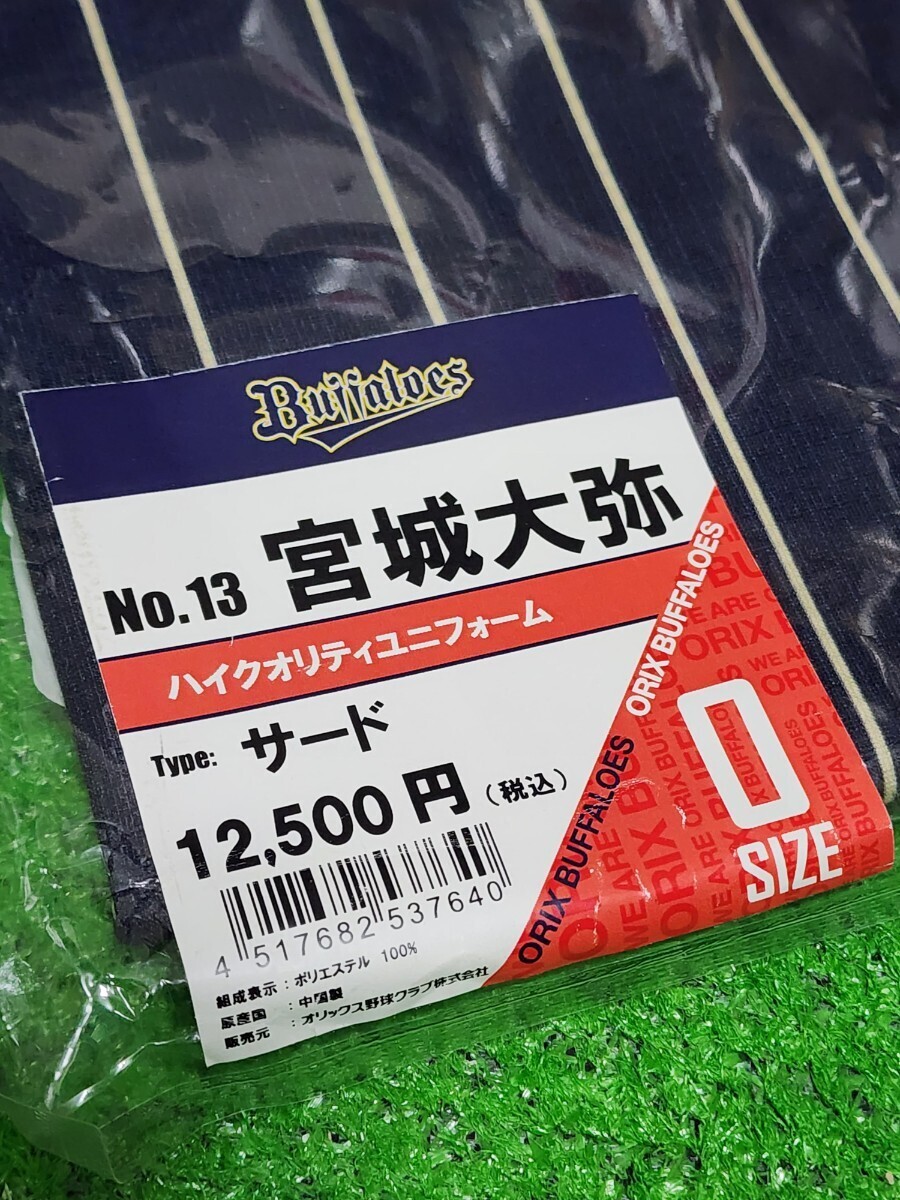 Buffaloes
No.13 宮城大弥
ハイクオリティユニフォーム
Type: サード
12,500円(税込)
4 517682 537640
組成表示:ポリエステル 100%
原産国:中国製
販売元:オリックス野球クラブ株式会社
ORIX BUFFALOES
ORIX BUFFALOES
O
SIZE